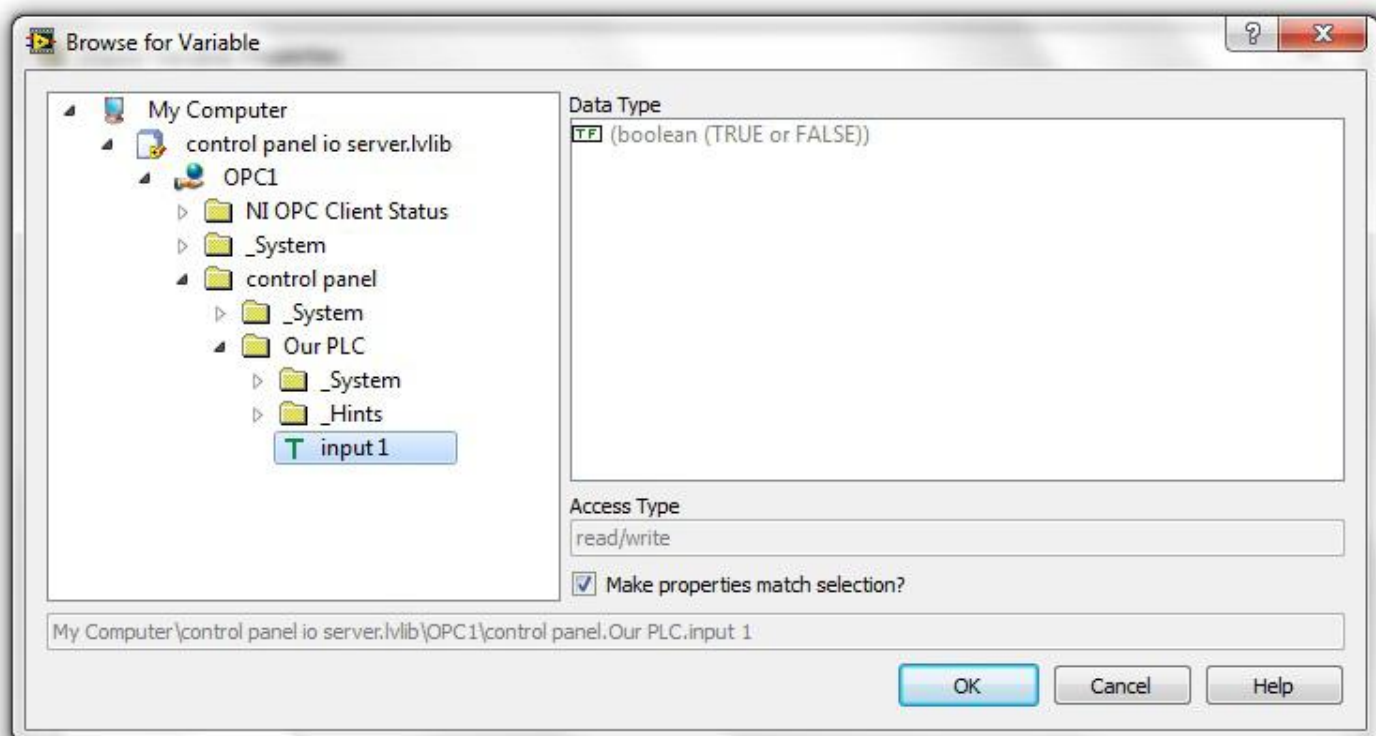 Browse for Variable
My Computer
control panel io server.lvlib
OPC1
NI OPC Client Status
_System
control panel
_System
Our PLC
_System
_Hints
input 1
Data Type
TF (boolean (TRUE or FALSE))
Access Type
read/write
Make properties match selection?
My Computer\control panel io server.lvlib\OPC1\control panel.Our PLC.input 1
OK Cancel Help